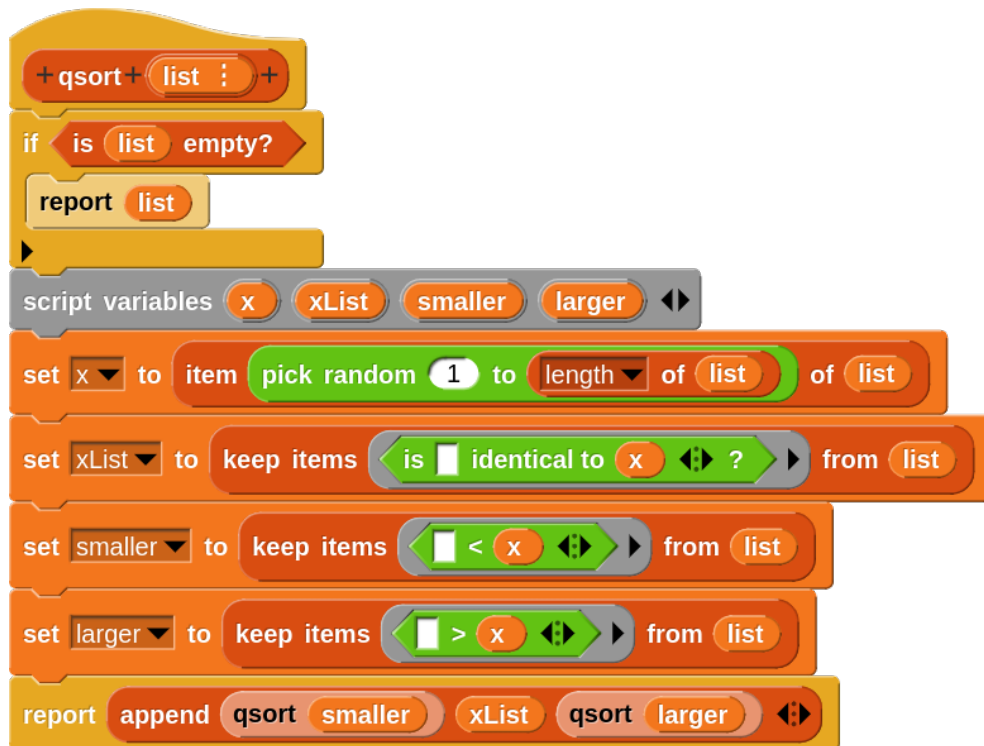 + qsort + list ⋮ +
if is list empty?
report list
script variables x xList smaller larger
set x to item pick random 1 to length of list of list
set xList to keep items is identical to x ? from list
set smaller to keep items < x from list
set larger to keep items > x from list
report append qsort smaller xList qsort larger